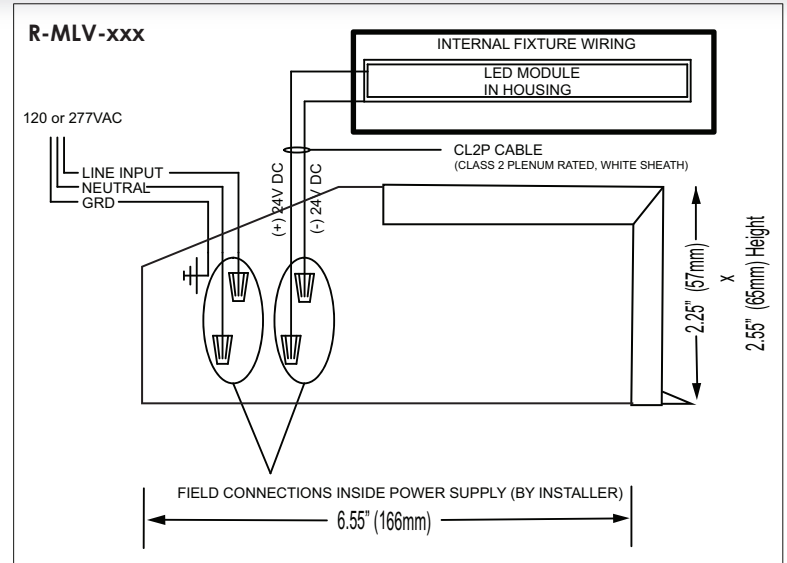 R-MLV-xxx
INTERNAL FIXTURE WIRING
LED MODULE
IN HOUSING
120 or 277VAC
CL2P CABLE
(CLASS 2 PLENUM RATED, WHITE SHEATH)
LINE INPUT
NEUTRAL
GRD
(+) 24V DC
(-) 24V DC
2.25" (57mm)
X
2.55" (65mm) Height
FIELD CONNECTIONS INSIDE POWER SUPPLY (BY INSTALLER)
6.55" (166mm)